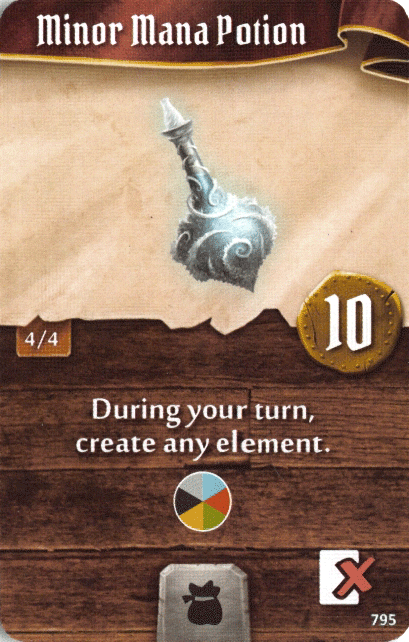 Minor Mana Potion
10
4/4
During your turn,
create any element.
795